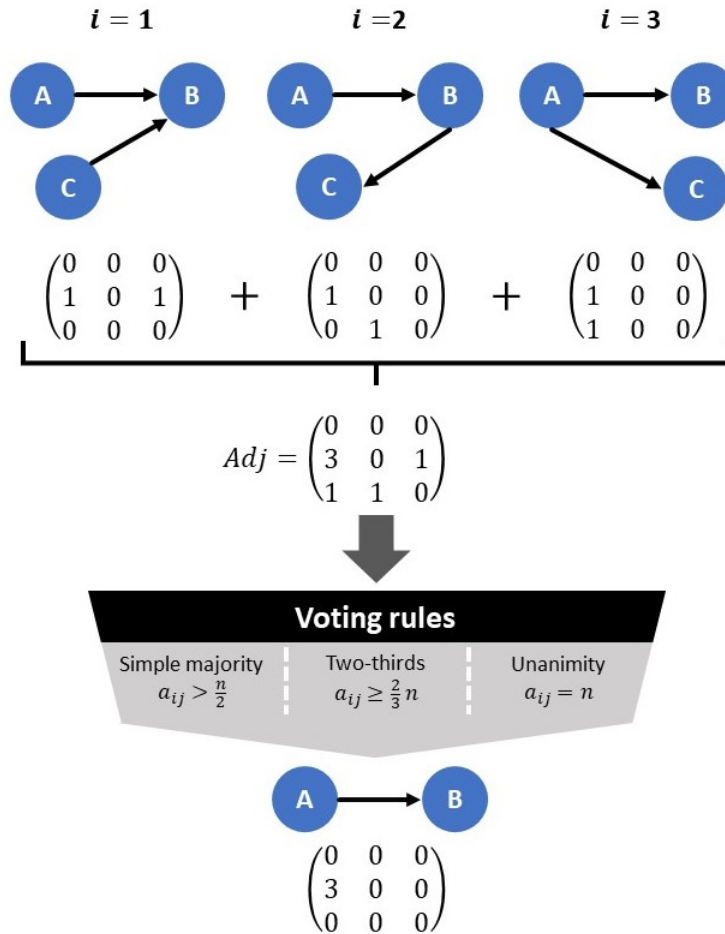 i = 1 i =2 i = 3
A B A B A B
C C C
(0 0 0
1 0 1
0 0 0) + (0 0 0
1 0 0
0 1 0) + (0 0 0
1 0 0
1 0 0)
Adj = (0 0 0
3 0 1
1 1 0)
Voting rules
Simple majority Two-thirds Unanimity
a_ij > n/2 a_ij ≥ 2/3 n a_ij = n
A B
(0 0 0
3 0 0
0 0 0)